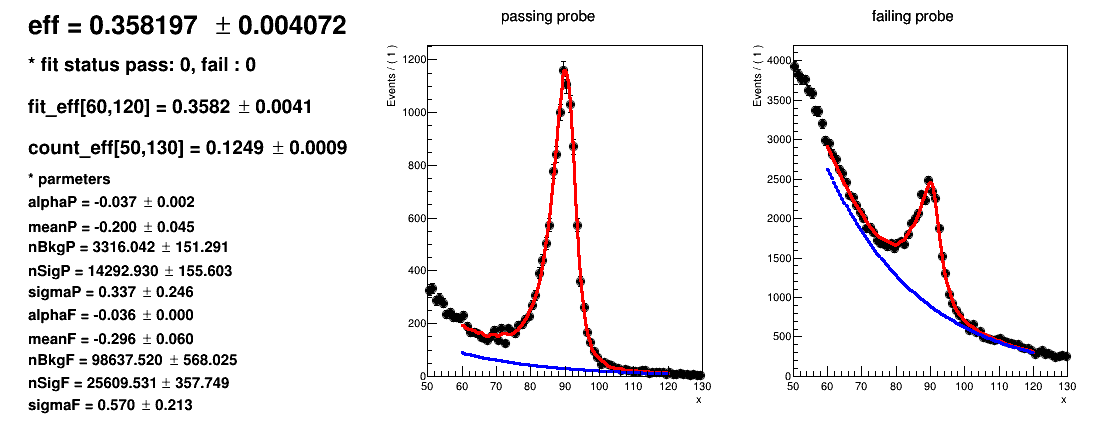 eff = 0.358197 ± 0.004072
* fit status pass: 0, fail : 0
fit_eff[60,120] = 0.3582 ± 0.0041
count_eff[50,130] = 0.1249 ± 0.0009
* parmeters
alphaP = -0.037 ± 0.002
meanP = -0.200 ± 0.045
nBkgP = 3316.042 ± 151.291
nSigP = 14292.930 ± 155.603
sigmaP = 0.337 ± 0.246
alphaF = -0.036 ± 0.000
meanF = -0.296 ± 0.060
nBkgF = 98637.520 ± 568.025
nSigF = 25609.531 ± 357.749
sigmaF = 0.570 ± 0.213
passing probe
Events / ( 1 )
1200
1000
800
600
400
200
0
50 60 70 80 90 100 110 120 130
x
failing probe
Events / ( 1 )
4000
3500
3000
2500
2000
1500
1000
500
0
50 60 70 80 90 100 110 120 130
x